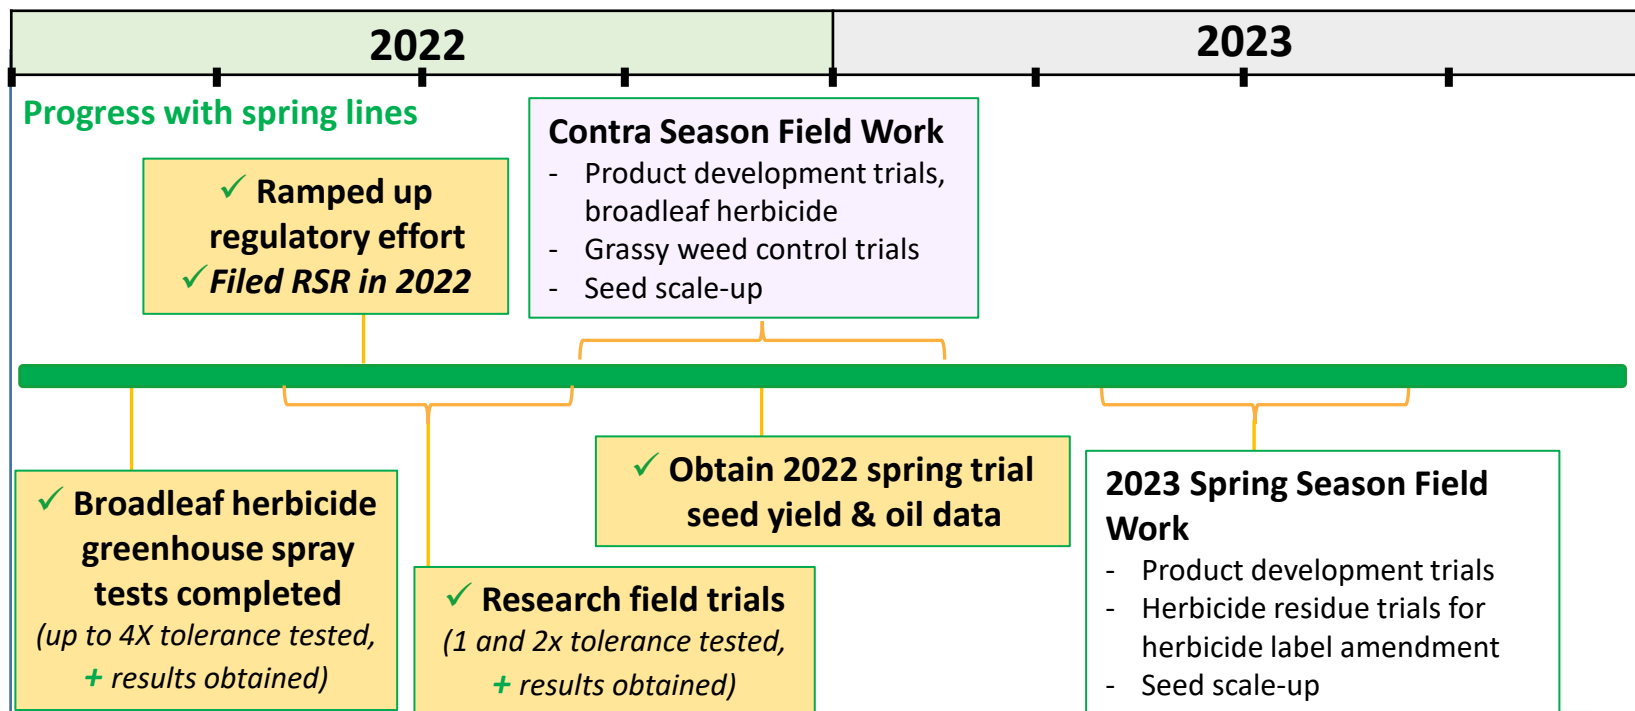 2022
2023
Progress with spring lines
✓ Ramped up
regulatory effort
✓ Filed RSR in 2022
Contra Season Field Work
- Product development trials,
broadleaf herbicide
- Grassy weed control trials
- Seed scale-up
✓ Broadleaf herbicide
greenhouse spray
tests completed
(up to 4X tolerance tested,
+ results obtained)
✓ Research field trials
(1 and 2x tolerance tested,
+ results obtained)
✓ Obtain 2022 spring trial
seed yield & oil data
2023 Spring Season Field
Work
- Product development trials
- Herbicide residue trials for
herbicide label amendment
- Seed scale-up